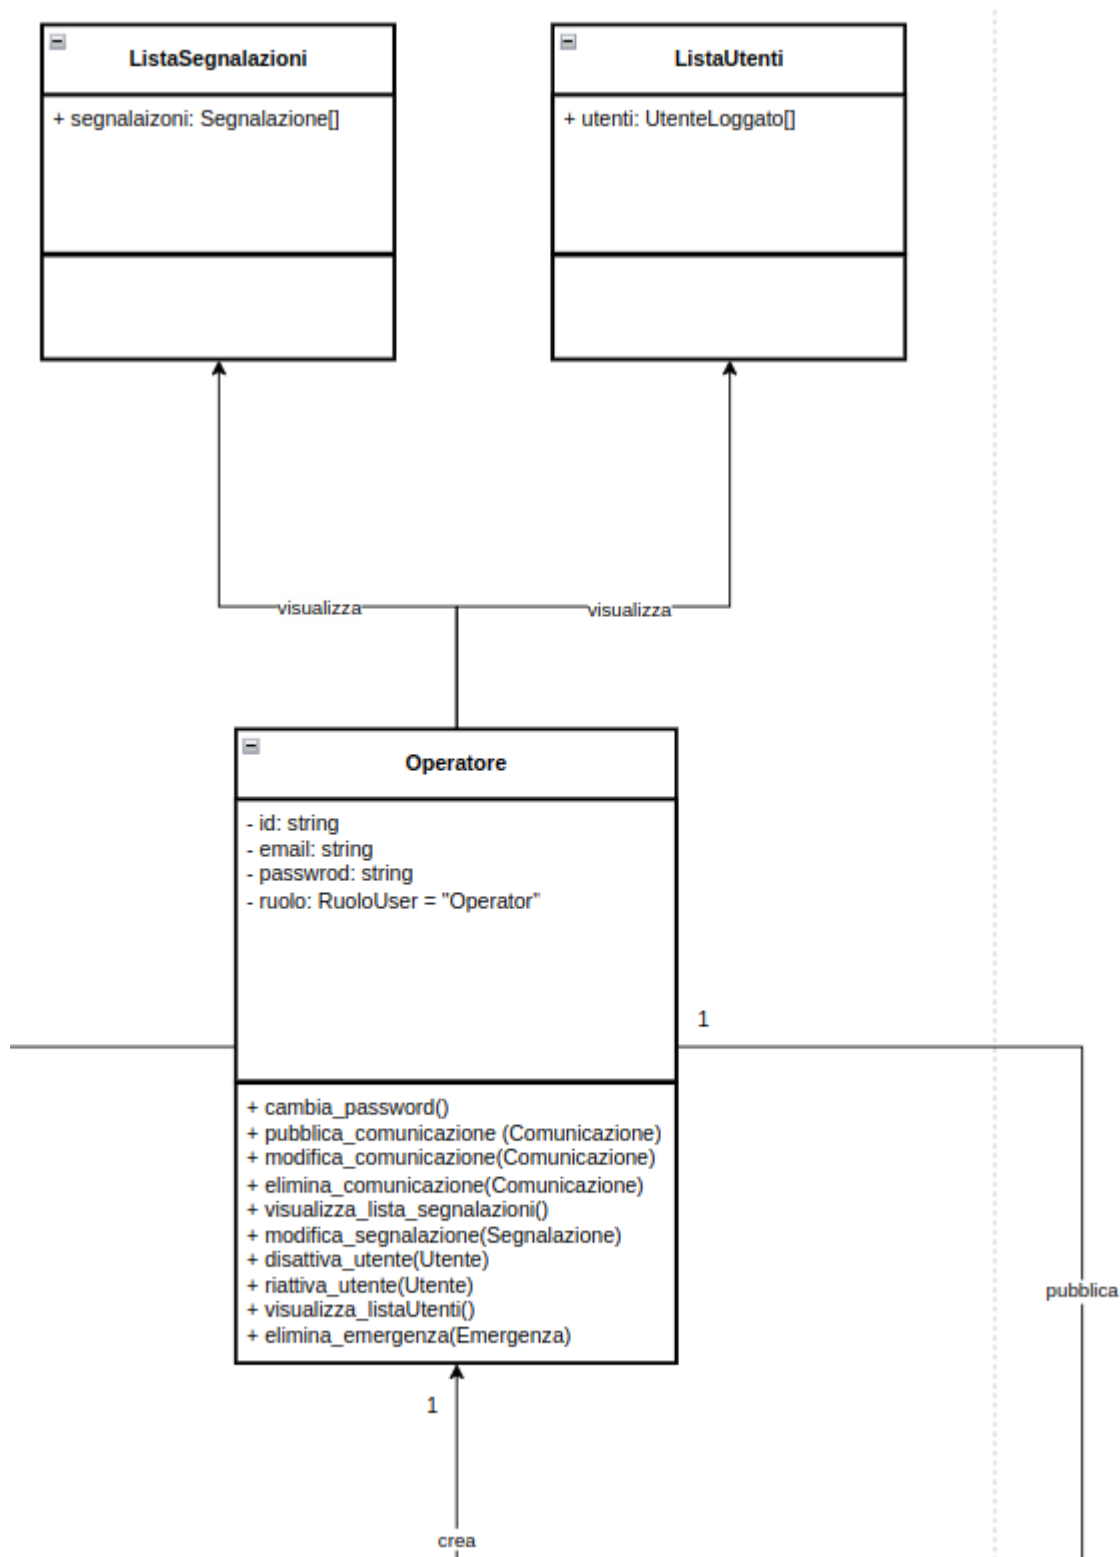 ListaSegnalazioni
+ segnalaizoni: Segnalazione[]
ListaUtenti
+ utenti: UtenteLoggato[]
visualizza
visualizza
Operatore
- id: string
- email: string
- passwrod: string
- ruolo: RuoloUser = "Operator"
1
+ cambia_password()
+ pubblica_comunicazione (Comunicazione)
+ modifica_comunicazione(Comunicazione)
+ elimina_comunicazione(Comunicazione)
+ visualizza_lista_segnalazioni()
+ modifica_segnalazione(Segnalazione)
+ disattiva_utente(Utente)
+ riattiva_utente(Utente)
+ visualizza_listaUtenti()
+ elimina_emergenza(Emergenza)
pubblica
1
crea